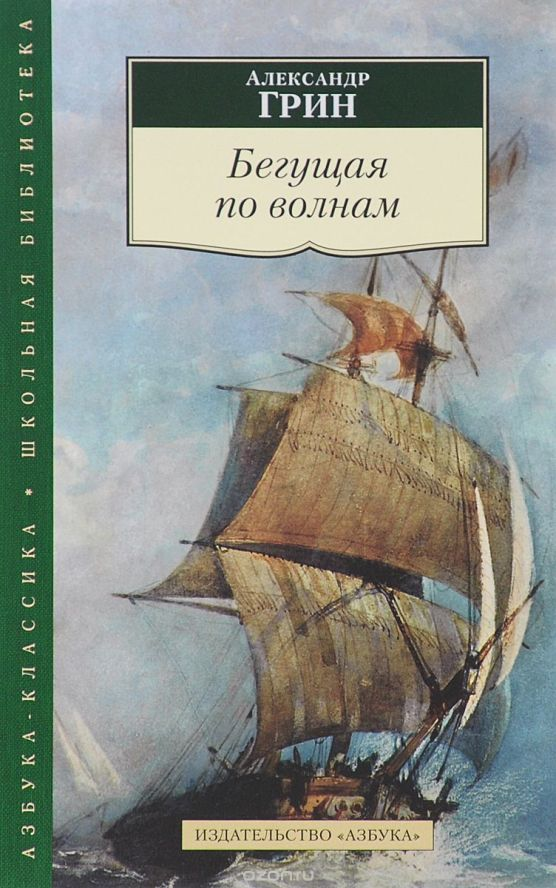 АЛЕКСАНДР
ГРИН
Бегущая
по волнам
АЗБУКА-КЛАССИКА * ШКОЛЬНАЯ БИБЛИОТЕКА
ИЗДАТЕЛЬСТВО «АЗБУКА»
ozon.ru